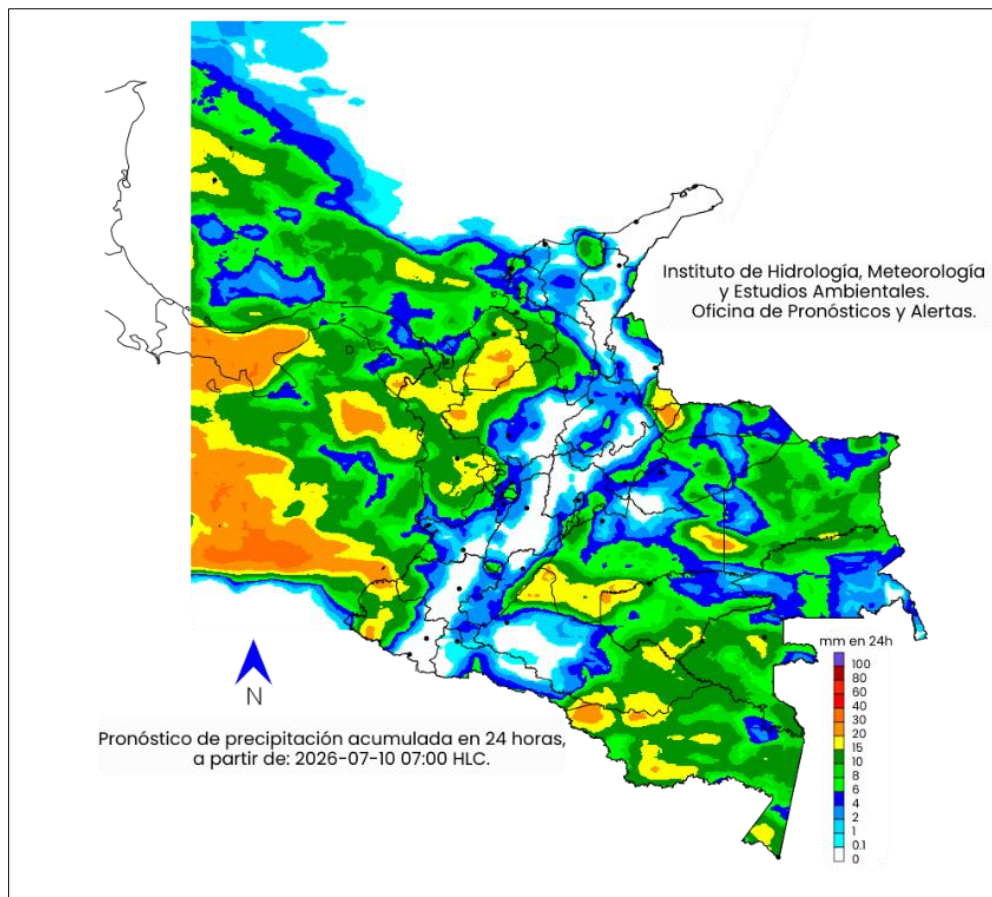 Instituto de Hidrología, Meteorología
y Estudios Ambientales.
Oficina de Pronósticos y Alertas.
mm en 24h
100
80
60
40
30
20
15
10
8
6
4
2
1
0.1
0
N
Pronóstico de precipitación acumulada en 24 horas,
a partir de: 2026-07-10 07:00 HLC.